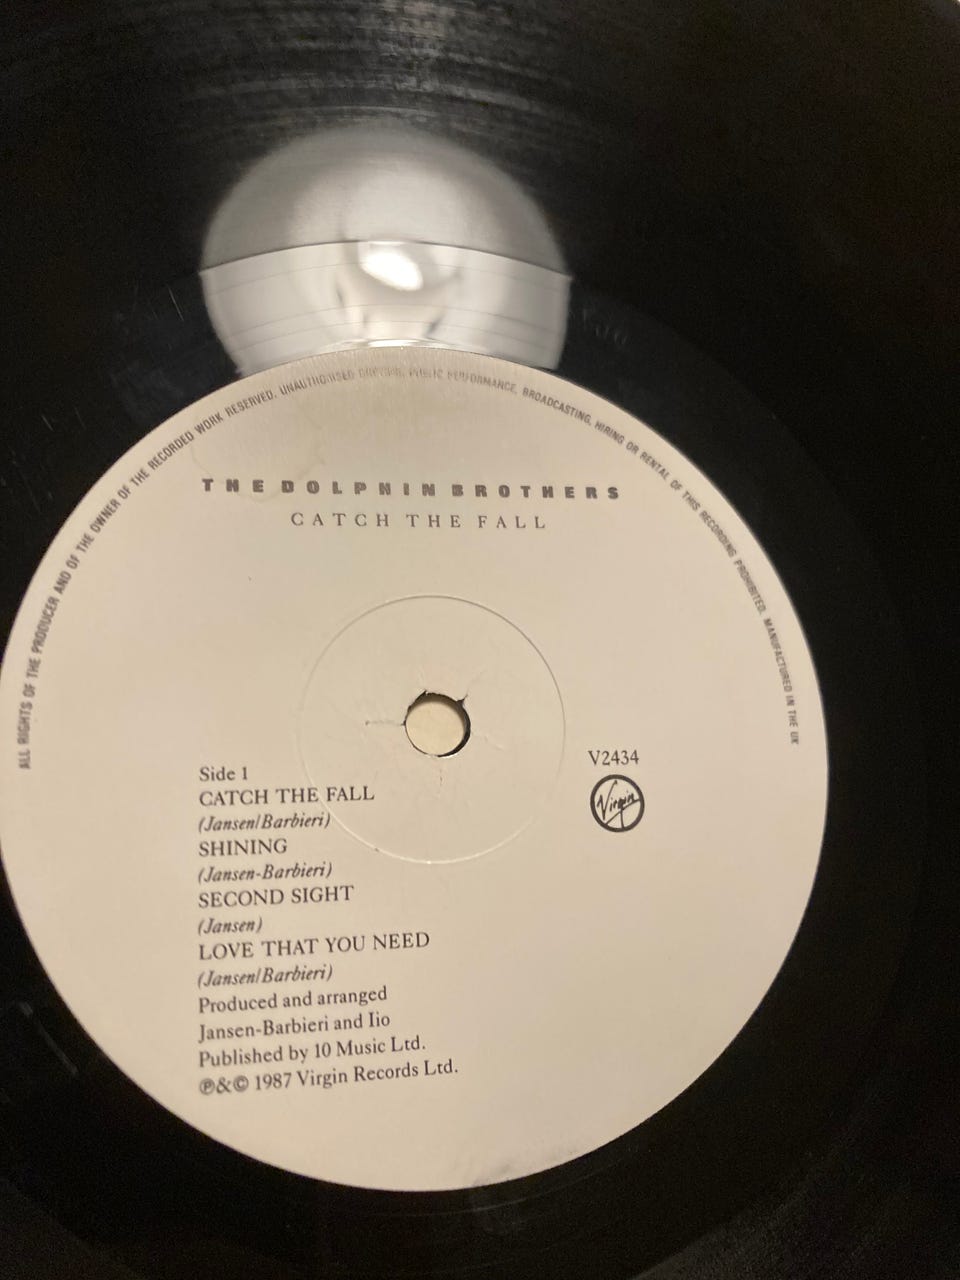 ALL RIGHTS OF THE PRODUCER AND OF THE OWNER OF THE RECORDED WORK RESERVED. UNAUTHORISED COPYING, PUBLIC PERFORMANCE, BROADCASTING, HIRING OR RENTAL OF THIS RECORDING PROHIBITED. MANUFACTURED IN THE UK
THE DOLPHIN BROTHERS
CATCH THE FALL
V2434
Virgin
Side 1
CATCH THE FALL
(Jansen/Barbieri)
SHINING
(Jansen-Barbieri)
SECOND SIGHT
(Jansen)
LOVE THAT YOU NEED
(Jansen/Barbieri)
Produced and arranged
Jansen-Barbieri and Iio
Published by 10 Music Ltd.
℗&© 1987 Virgin Records Ltd.